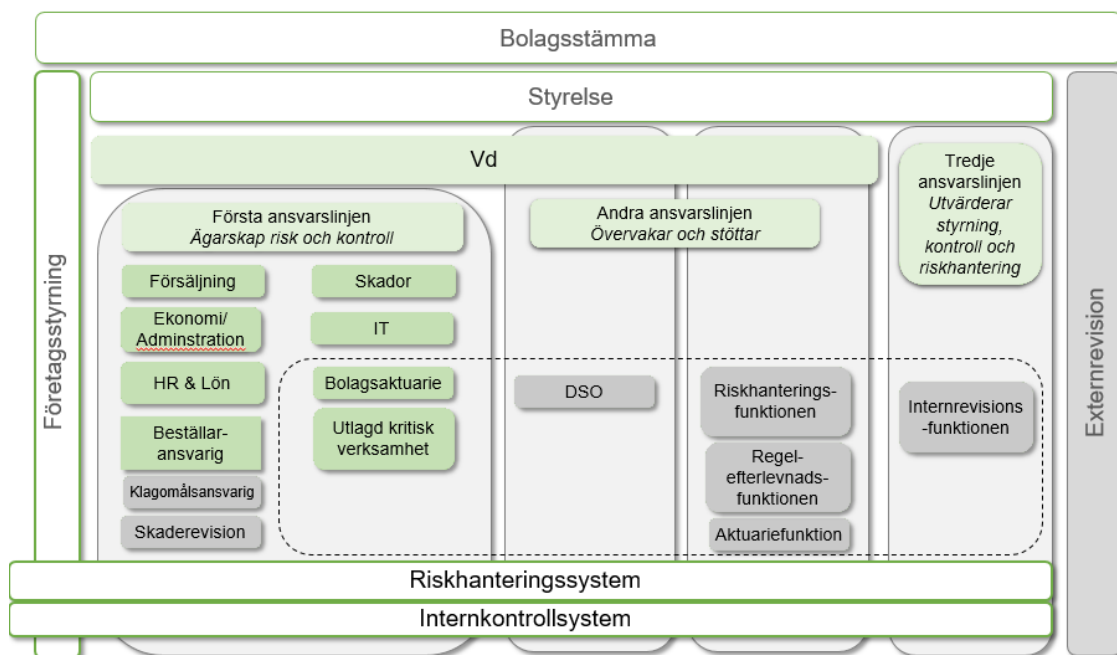 Bolagsstämma
Företagsstyrning
Styrelse
Externrevision
Vd
Första ansvarslinjen
Ägarskap risk och kontroll
Försäljning
Skador
Ekonomi/
Adminstration
IT
HR & Lön
Bolagsaktuarie
Beställar-
ansvarig
Utlagd kritisk
verksamhet
Klagomålsansvarig
Skaderevision
Andra ansvarslinjen
Övervakar och stöttar
DSO
Riskhanterings-
funktionen
Regel-
efterlevnads-
funktionen
Aktuariefunktion
Tredje
ansvarslinjen
Utvärderar
styrning,
kontroll och
riskhantering
Internrevisions
-funktionen
Riskhanteringssystem
Internkontrollsystem